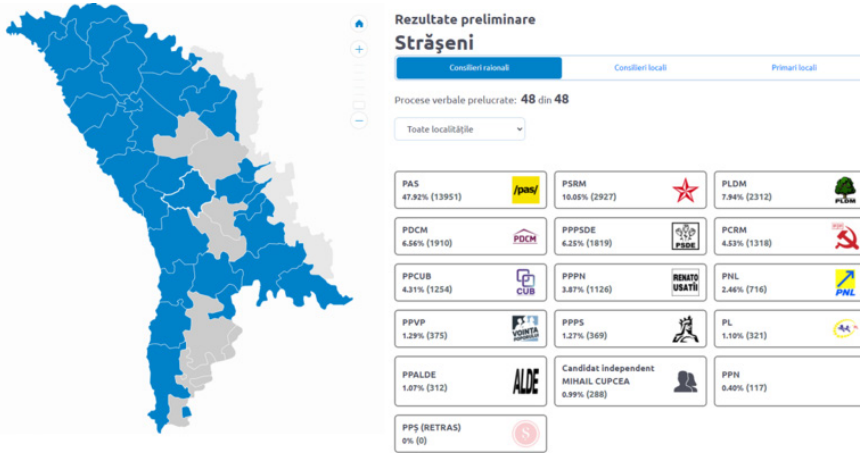 Rezultate preliminare
Strășeni
Consilieri raionali
Consilieri locali
Primari locali
Procese verbale prelucrate: 48 din 48
Toate localitățile
PAS
47.92% (13951)
/pas/
PSRM
10.05% (2927)
PLDM
7.94% (2312)
PLDM
PDCM
6.56% (1910)
PDCM
PPPSDE
6.25% (1819)
PSDE
PCRM
4.53% (1318)
PPCUB
4.31% (1254)
CUB
PPPN
3.87% (1126)
RENATO
USATÎI
PNL
2.46% (716)
PNL
PPVP
1.29% (375)
VOINȚA
POPORULUI
PPPS
1.27% (369)
PL
1.10% (321)
PPALDE
1.07% (312)
ALDE
Candidat independent
MIHAIL CUPCEA
0.99% (288)
PPN
0.40% (117)
PPȘ (RETRAS)
0% (0)
S